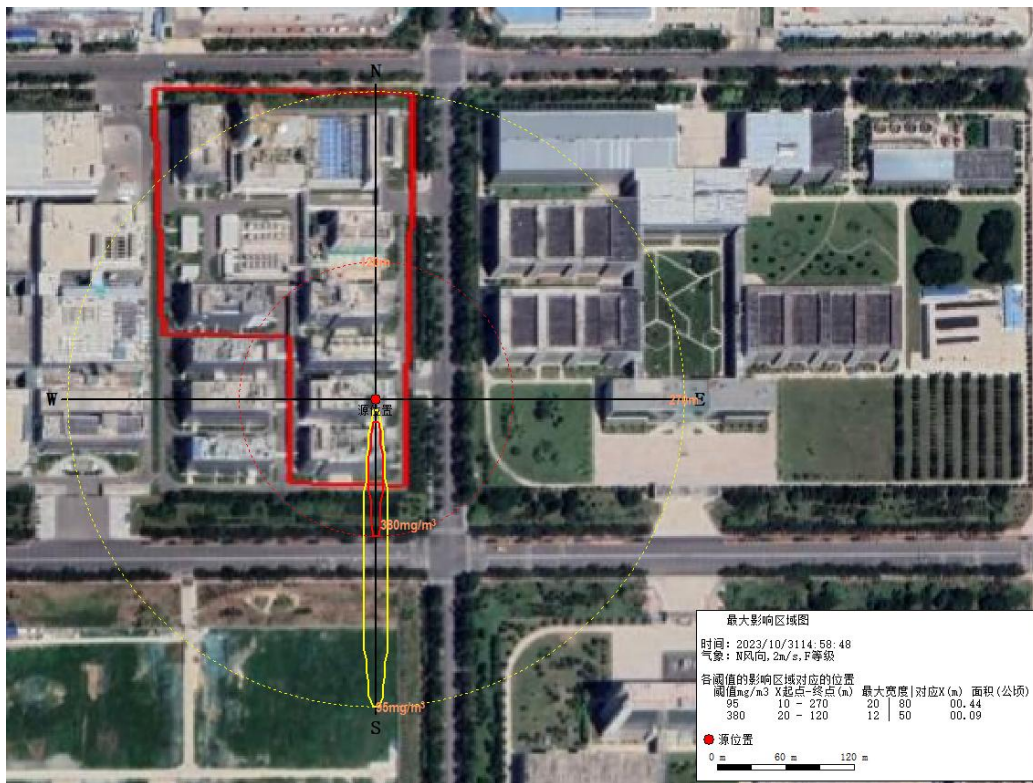 N
120m
W
源位置
270m
E
380mg/m³
95mg/m³
S
最大影响区域图
时间: 2023/10/3114:58:48
气象: N风向,2m/s,F等级
各阈值的影响区域对应的位置
阈值mg/m3 X起点-终点(m) 最大宽度|对应X(m) 面积(公顷)
95 10 - 270 20 | 80 00.44
380 20 - 120 12 | 50 00.09
源位置
0 m 60 m 120 m